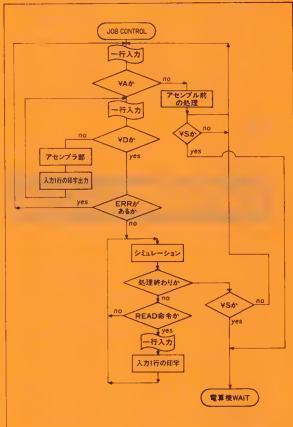 JOB CONTROL
一行入力
¥Aか
no
yes
アセンブル前
の処理
一行入力
¥Sか
no
yes
no
¥Dか
yes
アセンブラ部
入力1行の印字出力
yes
ERRが
あるか
no
シミュレーション
処理終わりか
no
¥Sか
no
yes
no
READ命令か
yes
一行入力
入力1行の印字
電算機WAIT